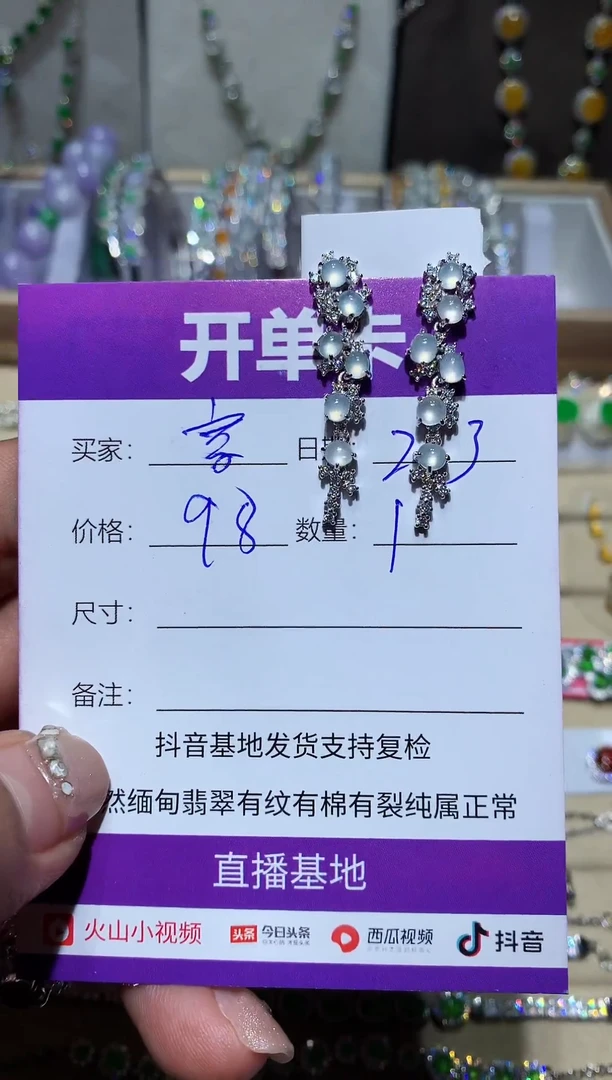 开单卡
买家: 家 日期: 2 3
价格: 98 数量: 1
尺寸:
备注:
抖音基地发货支持复检
然缅甸翡翠有纹有棉有裂纯属正常
直播基地
火山小视频 头条 今日头条 西瓜视频 抖音